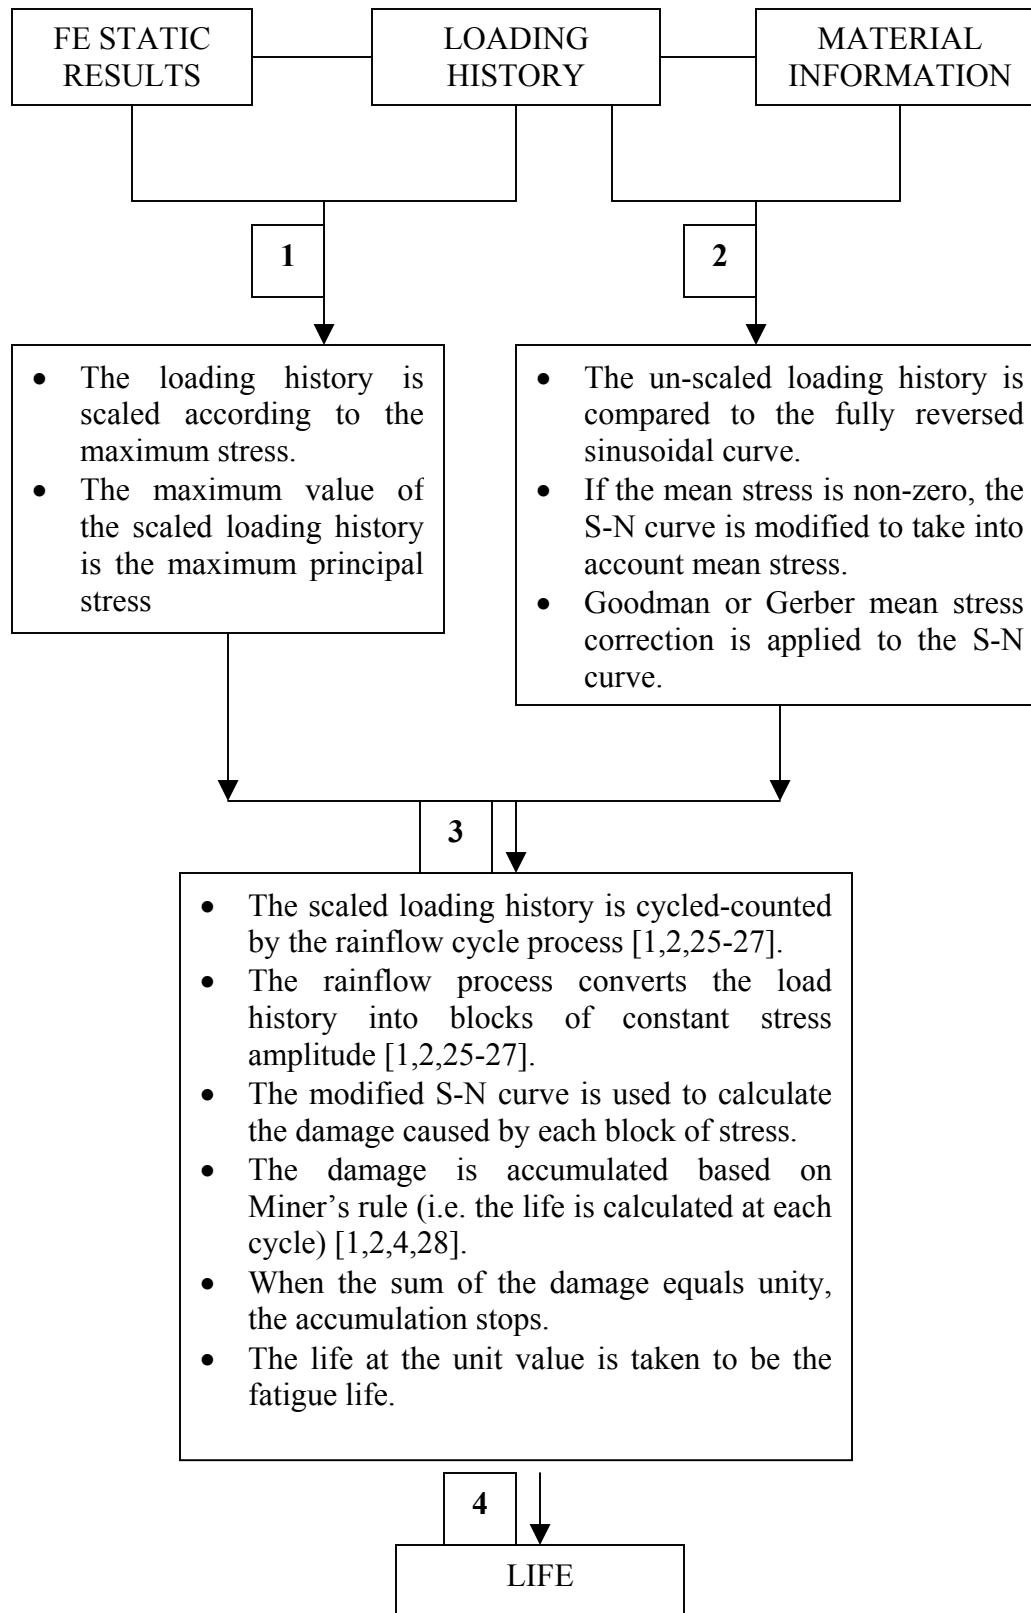 FE STATIC
RESULTS
LOADING
HISTORY
MATERIAL
INFORMATION
1
2
• The loading history is
scaled according to the
maximum stress.
• The maximum value of
the scaled loading history
is the maximum principal
stress
• The un-scaled loading history is
compared to the fully reversed
sinusoidal curve.
• If the mean stress is non-zero, the
S-N curve is modified to take into
account mean stress.
• Goodman or Gerber mean stress
correction is applied to the S-N
curve.
3
• The scaled loading history is cycled-counted
by the rainflow cycle process [1,2,25-27].
• The rainflow process converts the load
history into blocks of constant stress
amplitude [1,2,25-27].
• The modified S-N curve is used to calculate
the damage caused by each block of stress.
• The damage is accumulated based on
Miner’s rule (i.e. the life is calculated at each
cycle) [1,2,4,28].
• When the sum of the damage equals unity,
the accumulation stops.
• The life at the unit value is taken to be the
fatigue life.
4
LIFE